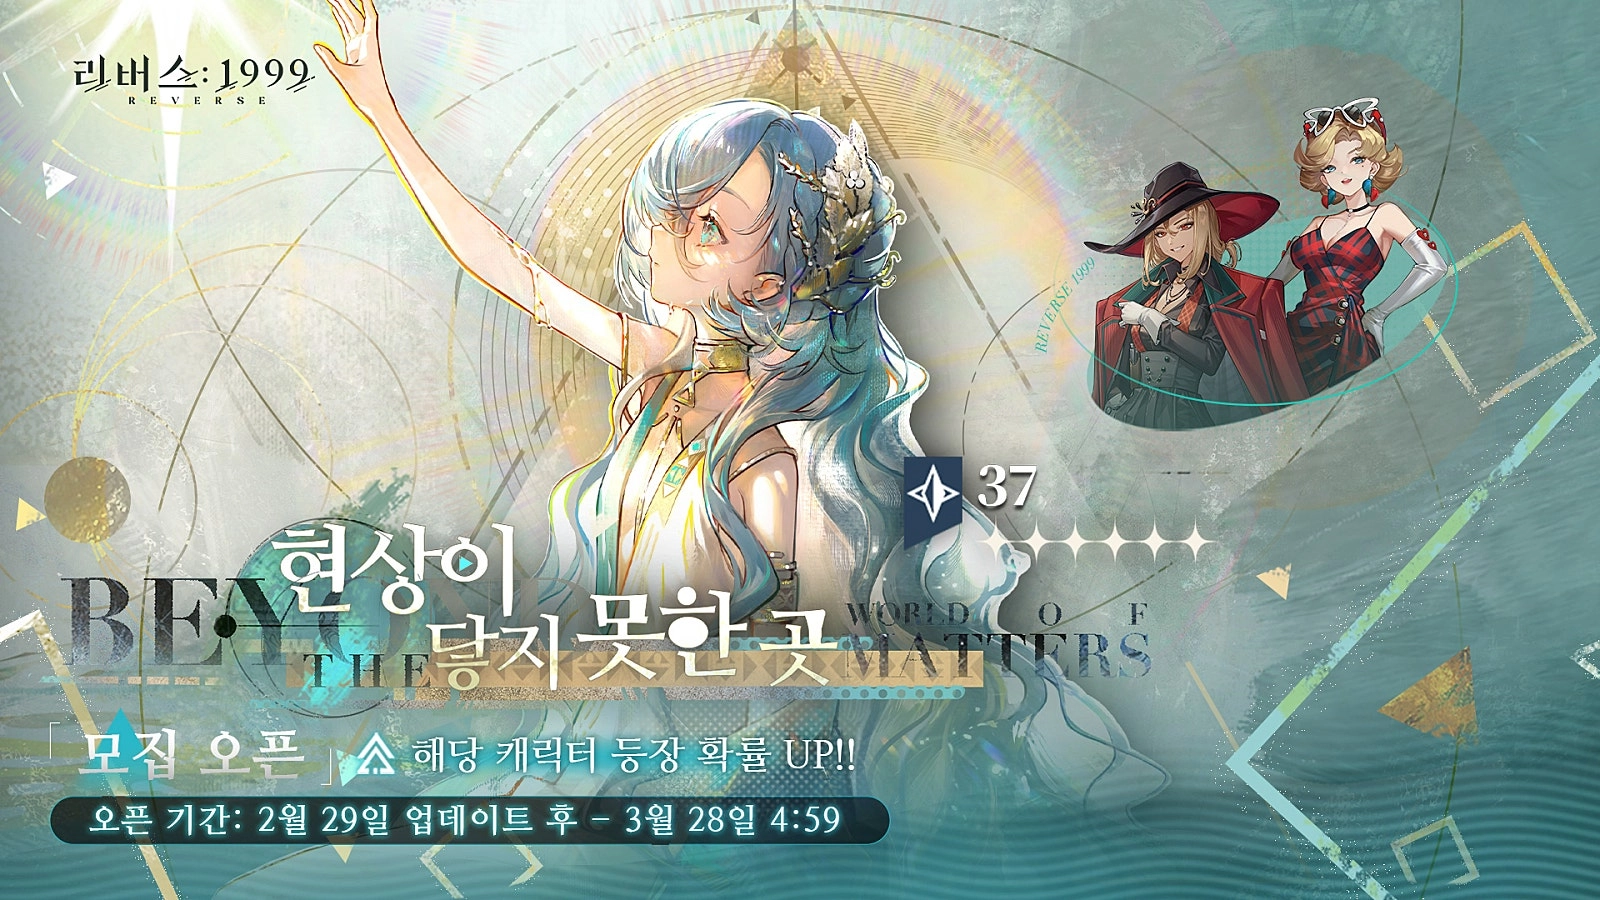 리버스: 1999
REVERSE
REVERSE 1999
37
BEYO
현상이
닿지 못한 곳
THE
WORLD OF
MATTERS
「모집 오픈」 해당 캐릭터 등장 확률 UP!!
오픈 기간: 2월 29일 업데이트 후 – 3월 28일 4:59